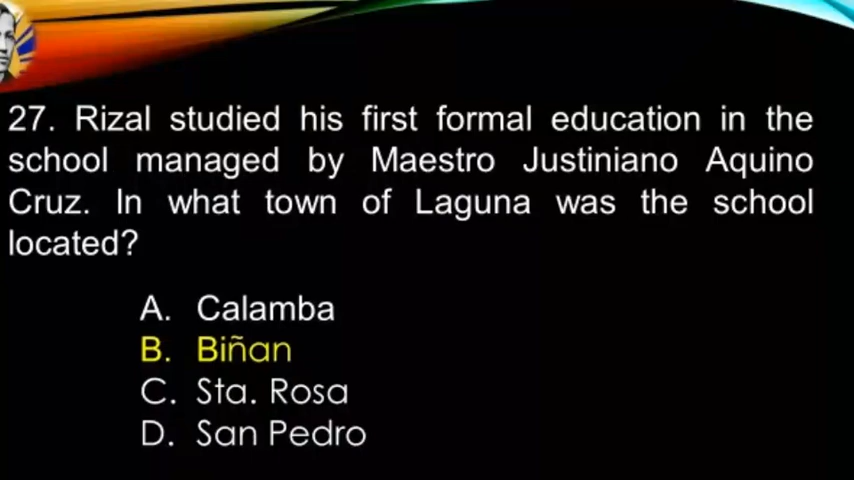 27. Rizal studied his first formal education in the
school managed by Maestro Justiniano Aquino
Cruz. In what town of Laguna was the school
located?
A. Calamba
B. Biñan
C. Sta. Rosa
D. San Pedro